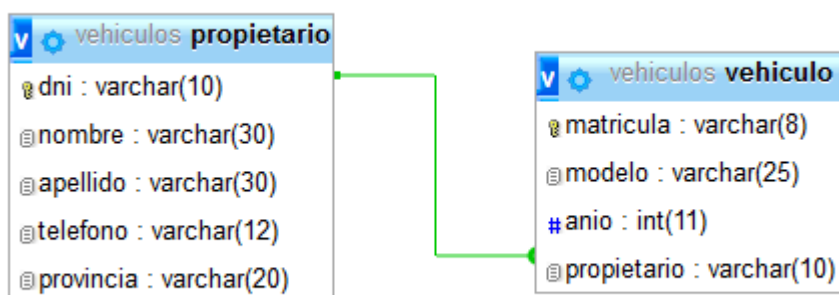 v vehiculos propietario
dni : varchar(10)
nombre : varchar(30)
apellido : varchar(30)
telefono : varchar(12)
provincia : varchar(20)
v vehiculos vehiculo
matricula : varchar(8)
modelo : varchar(25)
# anio : int(11)
propietario : varchar(10)